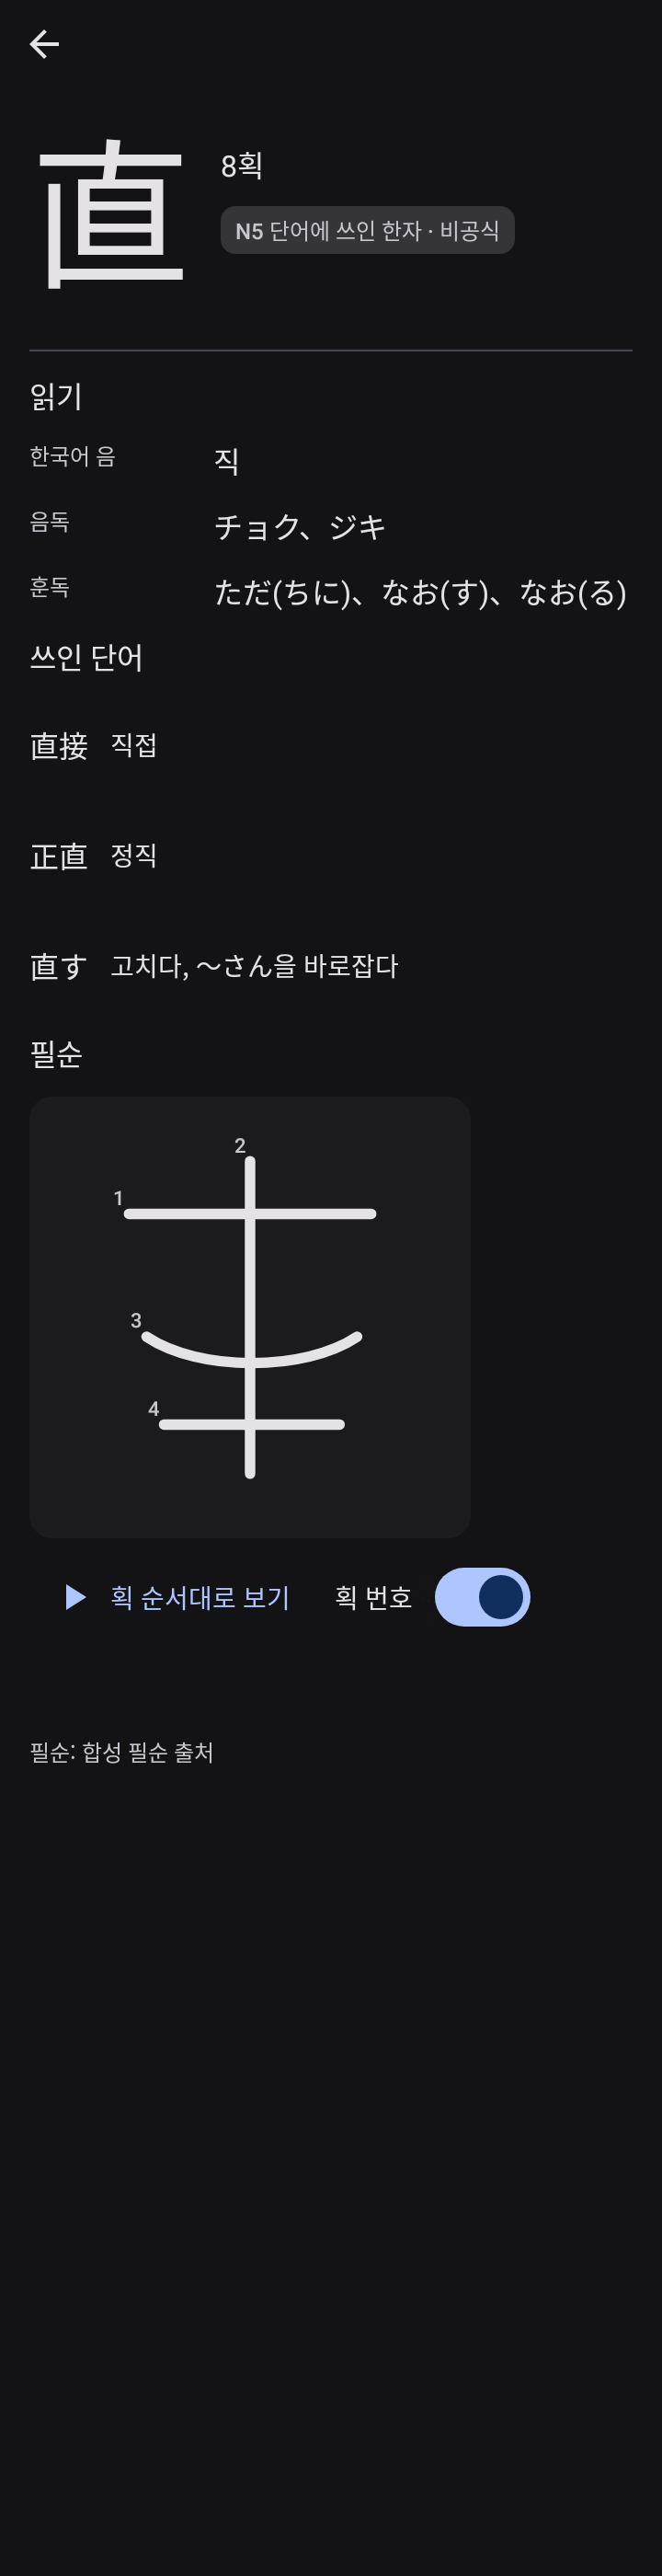 直
8획
N5 단어에 쓰인 한자 · 비공식
읽기
한국어 음 직
음독 チョク、ジキ
훈독 ただ(ちに)、なお(す)、なお(る)
쓰인 단어
直接 직접
正直 정직
直す 고치다, 〜さん을 바로잡다
필순
2
1
3
4
획 순서대로 보기 획 번호
필순: 합성 필순 출처